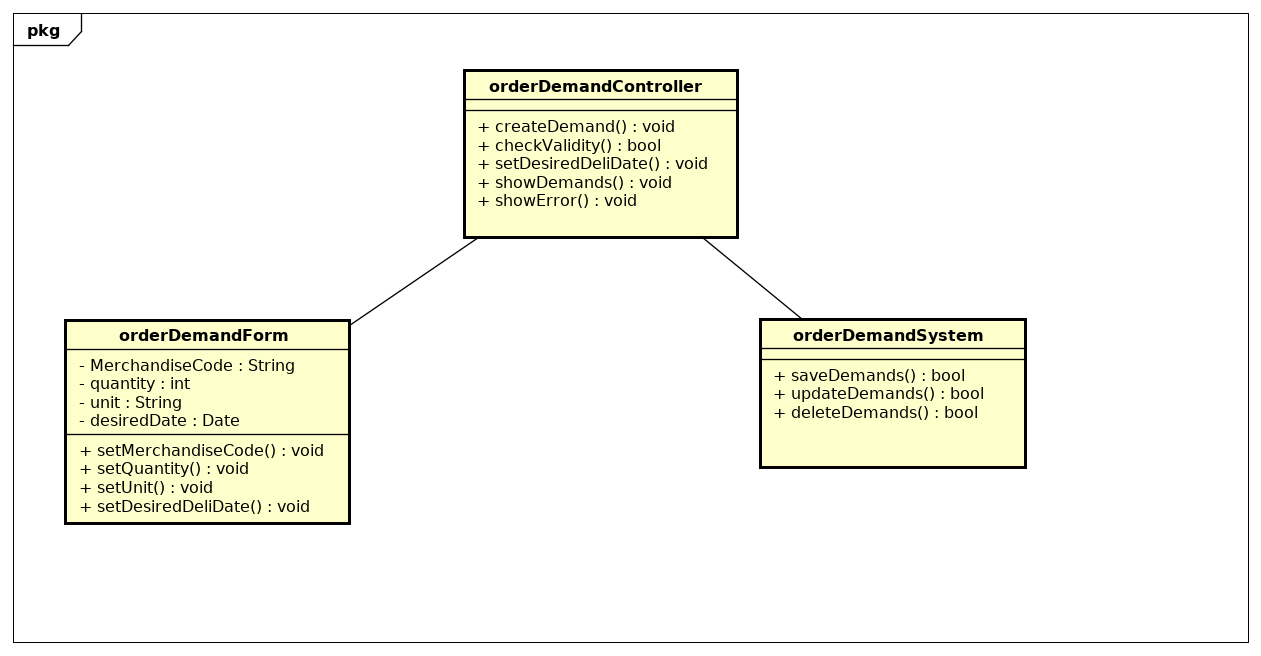 pkg
orderDemandController
+ createDemand() : void
+ checkValidity() : bool
+ setDesiredDeliDate() : void
+ showDemands() : void
+ showError() : void
orderDemandForm
- MerchandiseCode : String
- quantity : int
- unit : String
- desiredDate : Date
+ setMerchandiseCode() : void
+ setQuantity() : void
+ setUnit() : void
+ setDesiredDeliDate() : void
orderDemandSystem
+ saveDemands() : bool
+ updateDemands() : bool
+ deleteDemands() : bool